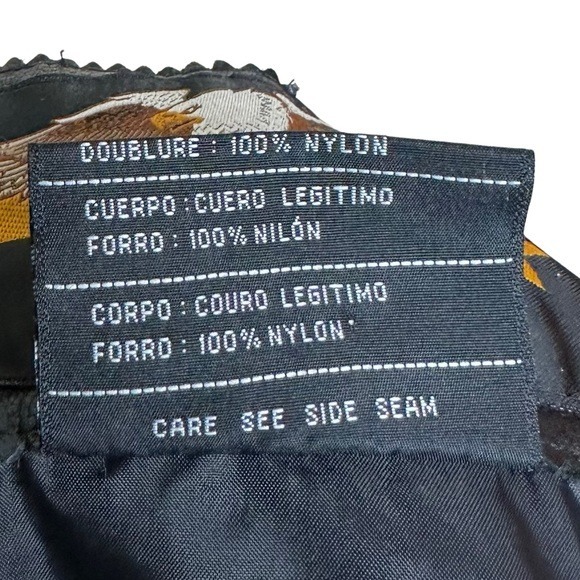 DOUBLURE : 100% NYLON
CUERPO : CUERO LEGITIMO
FORRO : 100% NILÓN
CORPO : COURO LEGITIMO
FORRO : 100% NYLON
CARE SEE SIDE SEAM